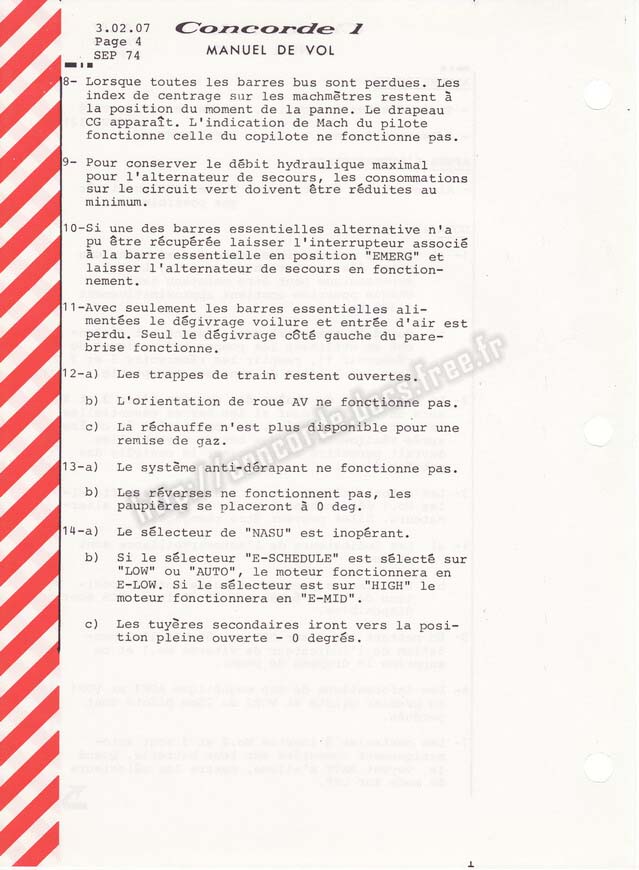 3.02.07
Page 4
SEP 74
Concorde 1
MANUEL DE VOL
8- Lorsque toutes les barres bus sont perdues. Les
index de centrage sur les machmètres restent à
la position du moment de la panne. Le drapeau
CG apparaît. L'indication de Mach du pilote
fonctionne celle du copilote ne fonctionne pas.
9- Pour conserver le débit hydraulique maximal
pour l'alternateur de secours, les consommations
sur le circuit vert doivent être réduites au
minimum.
10-Si une des barres essentielles alternative n'a
pu être récupérée laisser l'interrupteur associé
à la barre essentielle en position "EMERG" et
laisser l'alternateur de secours en fonction-
nement.
11-Avec seulement les barres essentielles ali-
mentées le dégivrage voilure et entrée d'air est
perdu. Seul le dégivrage côté gauche du pare-
brise fonctionne.
12-a) Les trappes de train restent ouvertes.
b) L'orientation de roue AV ne fonctionne pas.
c) La réchauffe n'est plus disponible pour une
remise de gaz.
13-a) Le système anti-dérapant ne fonctionne pas.
b) Les réverses ne fonctionnent pas, les
paupières se placeront à 0 deg.
14-a) Le sélecteur de "NASU" est inopérant.
b) Si le sélecteur "E-SCHEDULE" est sélecté sur
"LOW" ou "AUTO", le moteur fonctionnera en
E-LOW. Si le sélecteur est sur "HIGH" le
moteur fonctionnera en "E-MID".
c) Les tuyères secondaires iront vers la posi-
tion pleine ouverte - 0 degrés.
http://concorde.docs.free.fr